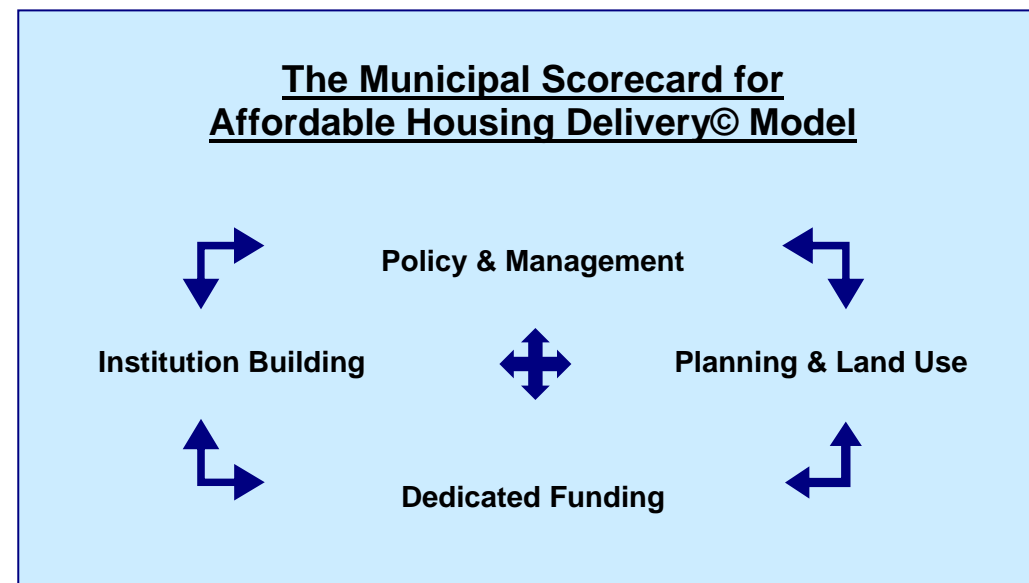 The Municipal Scorecard for
Affordable Housing Delivery© Model
Policy & Management
Institution Building
Planning & Land Use
Dedicated Funding